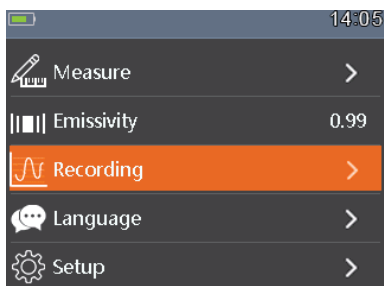 14:05
Measure
Emissivity 0.99
Recording
Language
Setup